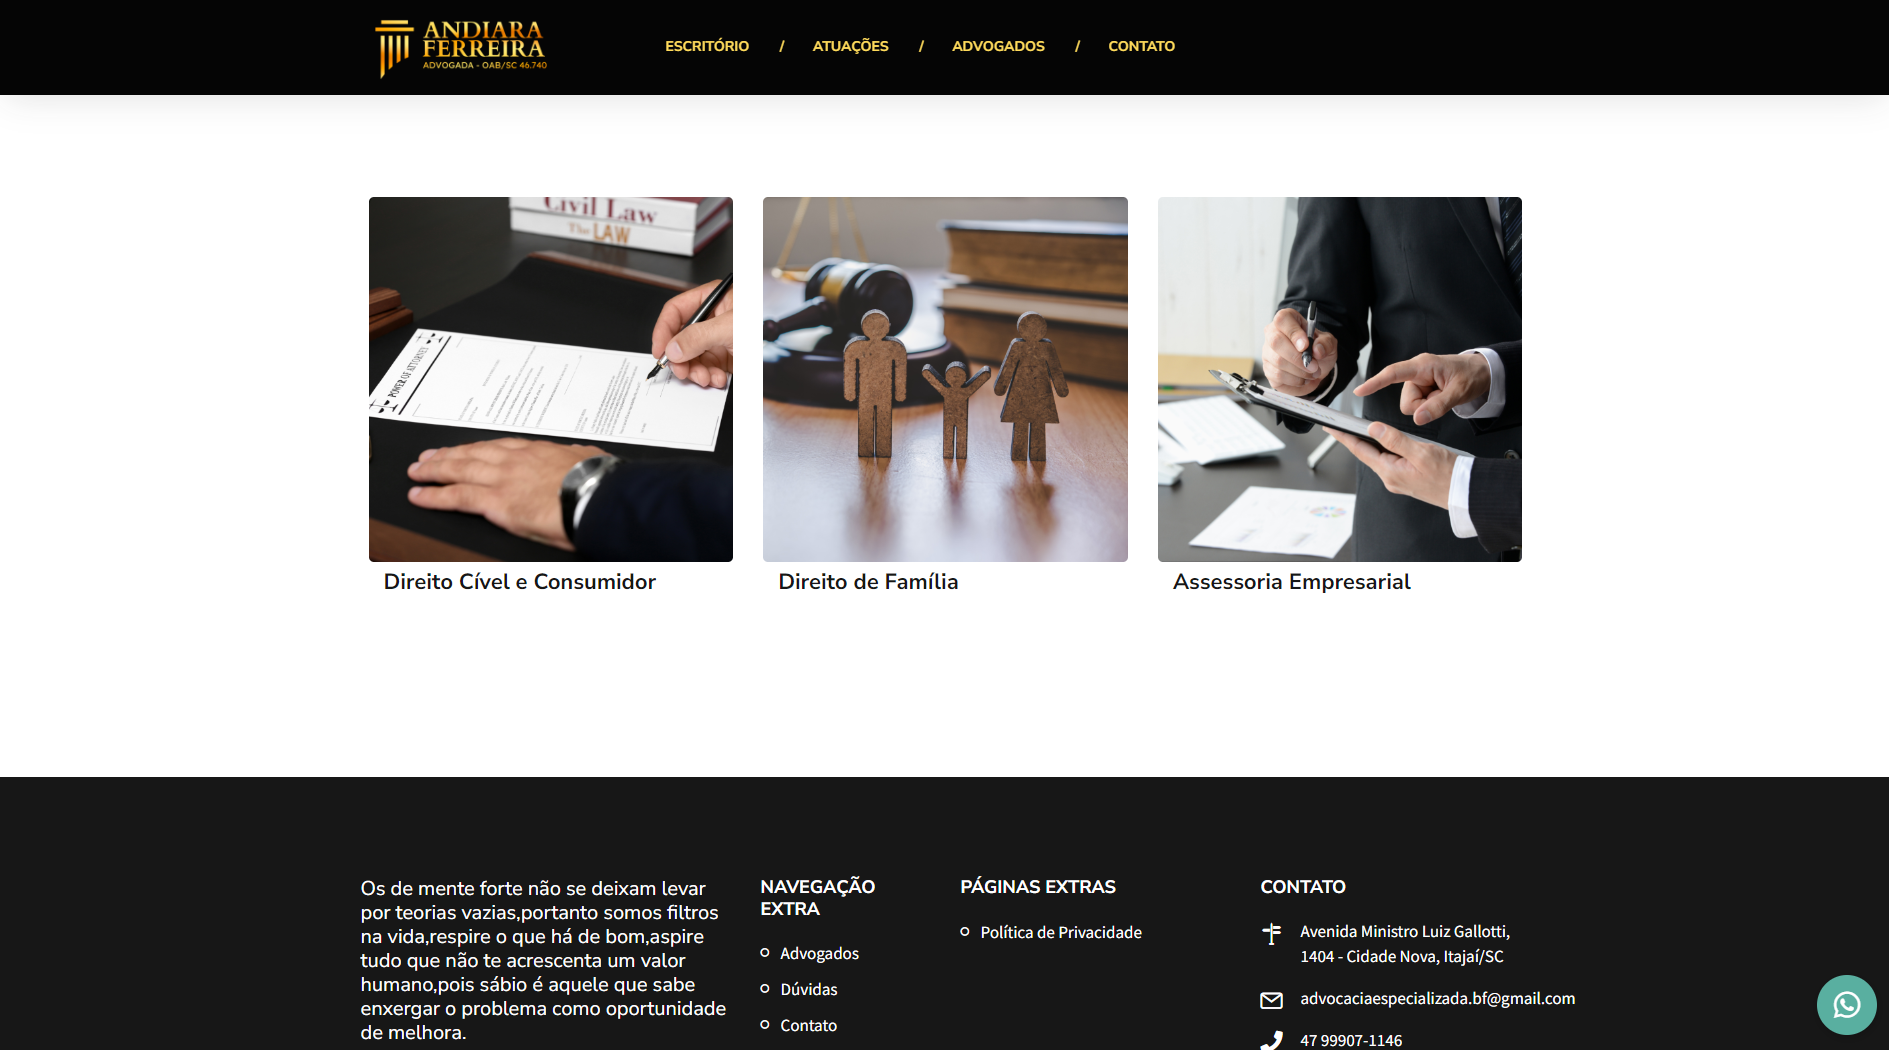 ANDIARA
FERREIRA
ADVOGADA - OAB/SC 46.740
ESCRITÓRIO / ATUAÇÕES / ADVOGADOS / CONTATO
Civil Law
The LAW
POWER OF ATTORNEY
Direito Cível e Consumidor
Direito de Família
Assessoria Empresarial
Os de mente forte não se deixam levar
por teorias vazias,portanto somos filtros
na vida,respire o que há de bom,aspire
tudo que não te acrescenta um valor
humano,pois sábio é aquele que sabe
enxergar o problema como oportunidade
de melhora.
NAVEGAÇÃO
EXTRA
Advogados
Dúvidas
Contato
PÁGINAS EXTRAS
Política de Privacidade
CONTATO
Avenida Ministro Luiz Gallotti,
1404 - Cidade Nova, Itajaí/SC
advocaciaespecializada.bf@gmail.com
47 99907-1146